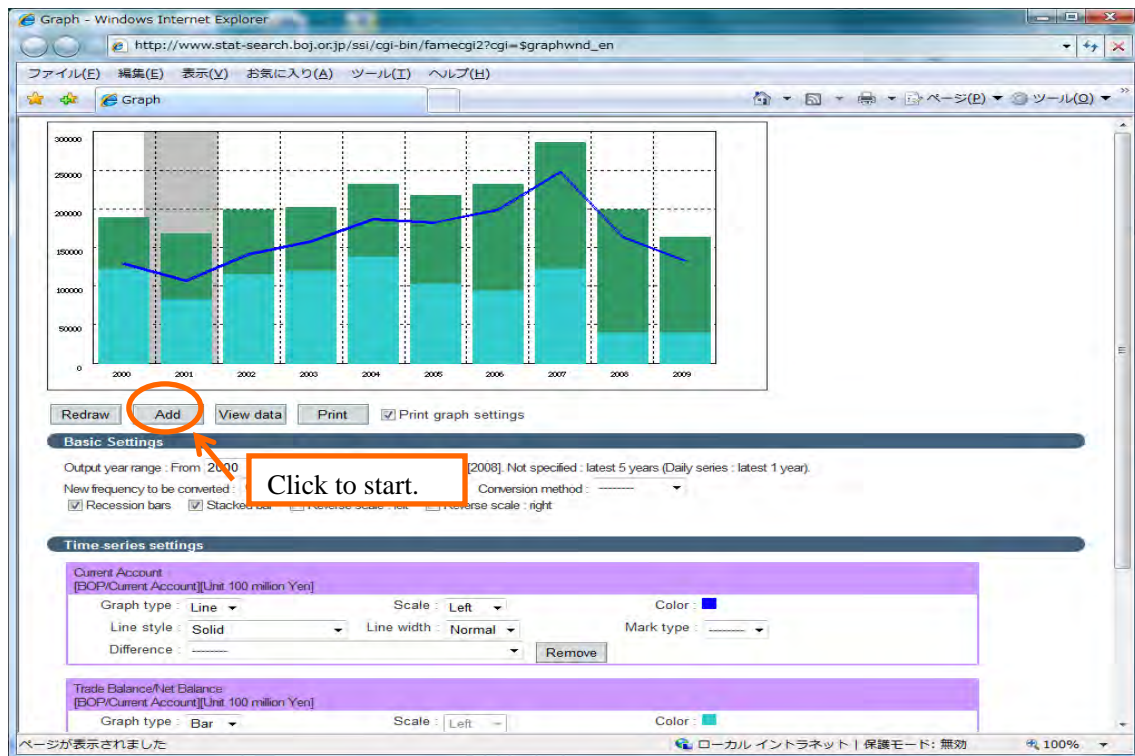 Graph - Windows Internet Explorer
http://www.stat-search.boj.or.jp/ssi/cgi-bin/famecgi2?cgi=$graphwnd_en
ファイル(F) 編集(E) 表示(V) お気に入り(A) ツール(T) ヘルプ(H)
Graph
ページ(P) ツール(O)
300000
250000
200000
150000
100000
50000
0
2000 2001 2002 2003 2004 2005 2006 2007 2008 2009
Redraw Add View data Print Print graph settings
Basic Settings
Output year range : From 2000 [2008]. Not specified : latest 5 years (Daily series : latest 1 year).
New frequency to be converted : Conversion method : --------
Click to start.
Recession bars Stacked bar Reverse scale : left Reverse scale : right
Time-series settings
Current Account
[BOP/Current Account][Unit 100 million Yen]
Graph type : Line Scale : Left Color :
Line style : Solid Line width : Normal Mark type : --------
Difference : -------- Remove
Trade Balance/Net Balance
[BOP/Current Account][Unit 100 million Yen]
Graph type : Bar Scale : Left Color :
ページが表示されました ローカル イントラネット | 保護モード: 無効 100%